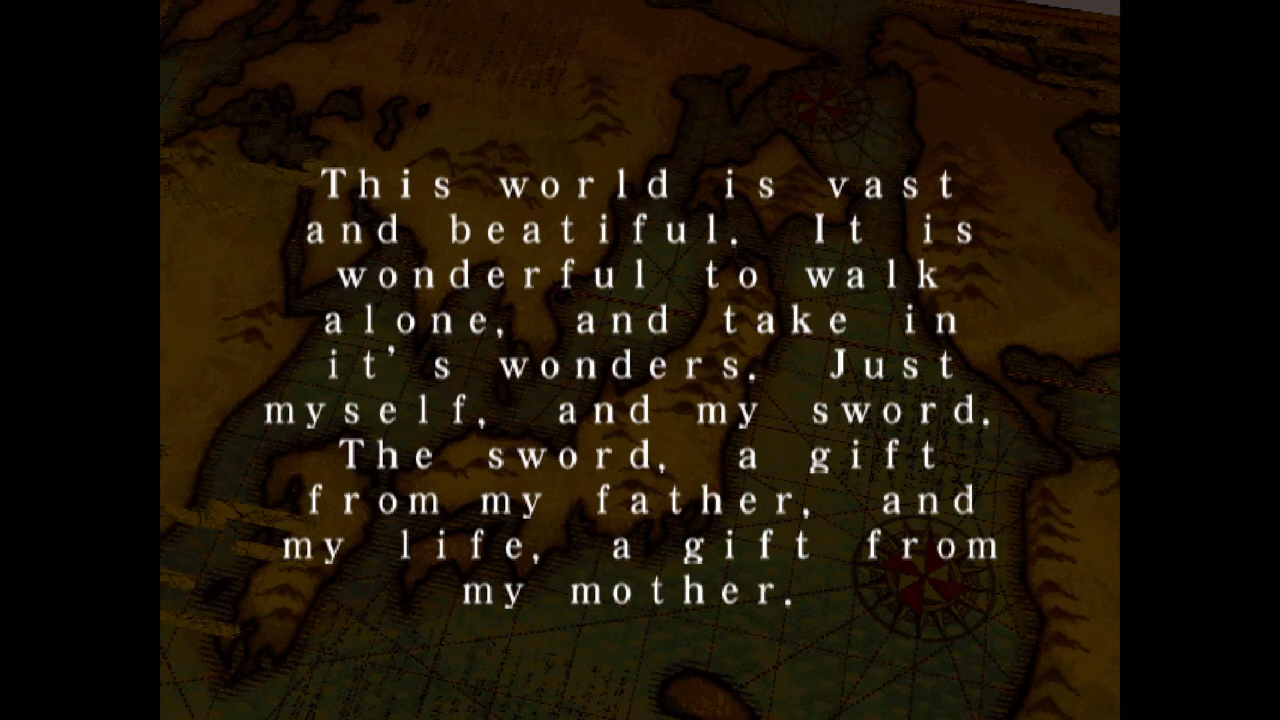 This world is vast
and beatiful. It is
wonderful to walk
alone, and take in
it's wonders. Just
myself, and my sword.
The sword, a gift
from my father, and
my life, a gift from
my mother.